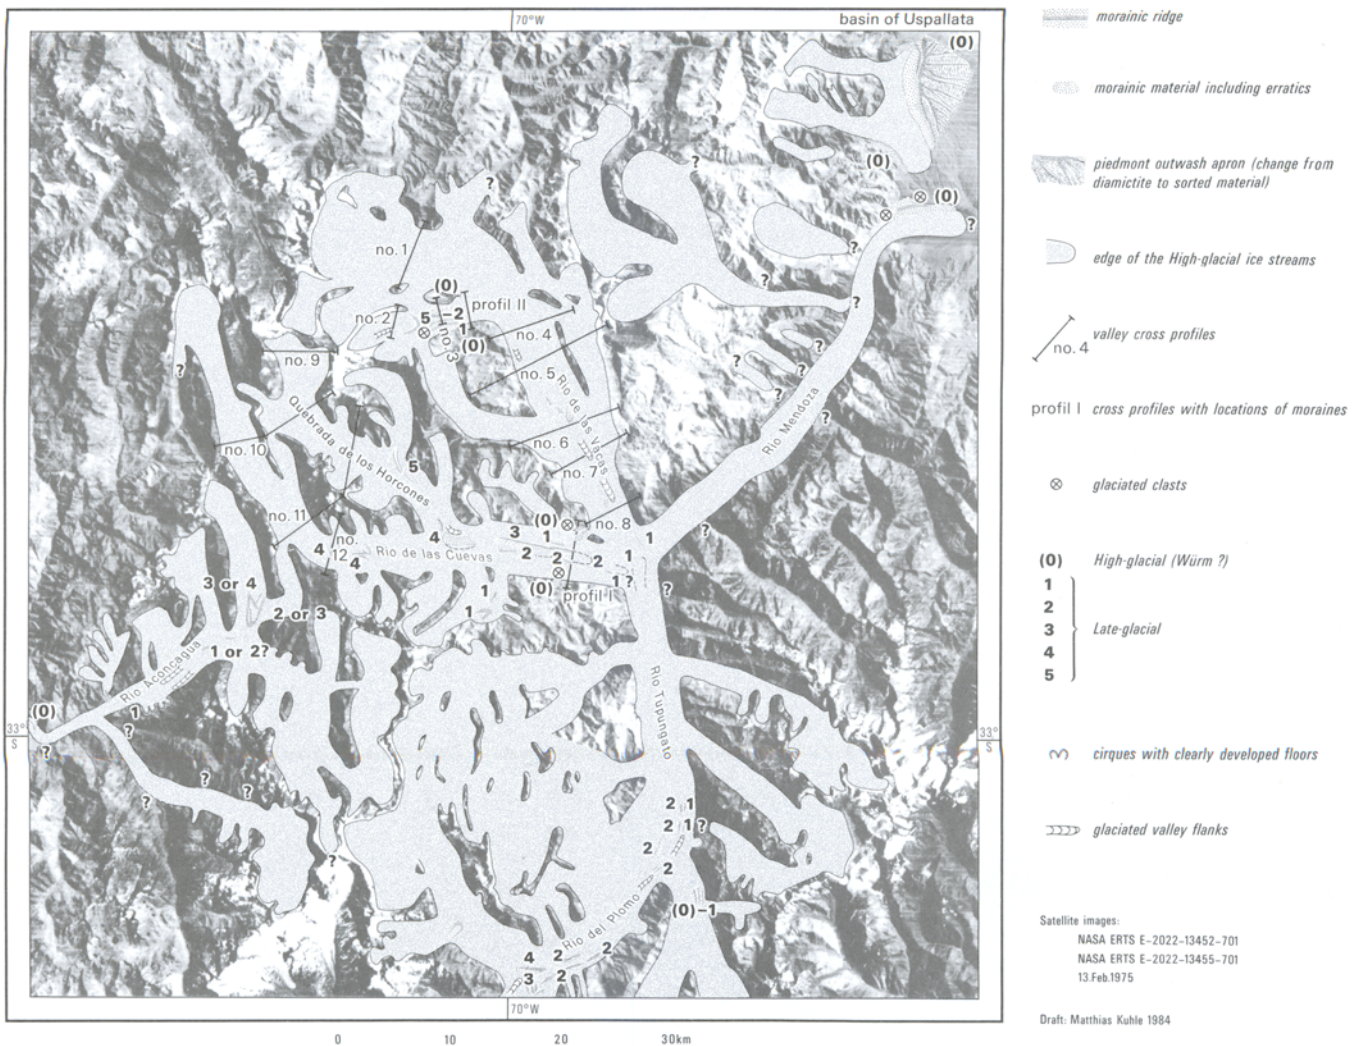 70°W
basin of Uspallata
(0)
?
(0)
?
(0)
?
no.1
?
?
(0)
profil II
?
no.2
5
–2
1
no.3
(0)
no. 4
no. 9
?
?
?
?
no. 5
?
Rio de las Vacas
Quebrada de los Horcones
Rio Mendoza
?
no. 6
no.10
5
no. 7
no.11
(0)
no. 8
?
3
1
1
4
no.
12
4
4
Rio de las Cuevas
2
2
2
1
(0)
1 ?
profil I
?
3 or 4
1
1
2 or 3
1 or 2?
Rio Aconcagua
Rio Tupungato
(0)
1
?
33°
S
?
33°
S
?
?
?
2 1
2 1 ?
?
2
2
(0)–1
Rio del Plomo
4
2
2
3
2
70°W
0 10 20 30km
morainic ridge
morainic material including erratics
piedmont outwash apron (change from
diamictite to sorted material)
edge of the High-glacial ice streams
no. 4
valley cross profiles
profil I cross profiles with locations of moraines
glaciated clasts
(0) High-glacial (Würm ?)
1
2
3 Late-glacial
4
5
cirques with clearly developed floors
glaciated valley flanks
Satellite images:
NASA ERTS E–2022–13452–701
NASA ERTS E–2022–13455–701
13.Feb.1975
Draft: Matthias Kuhle 1984